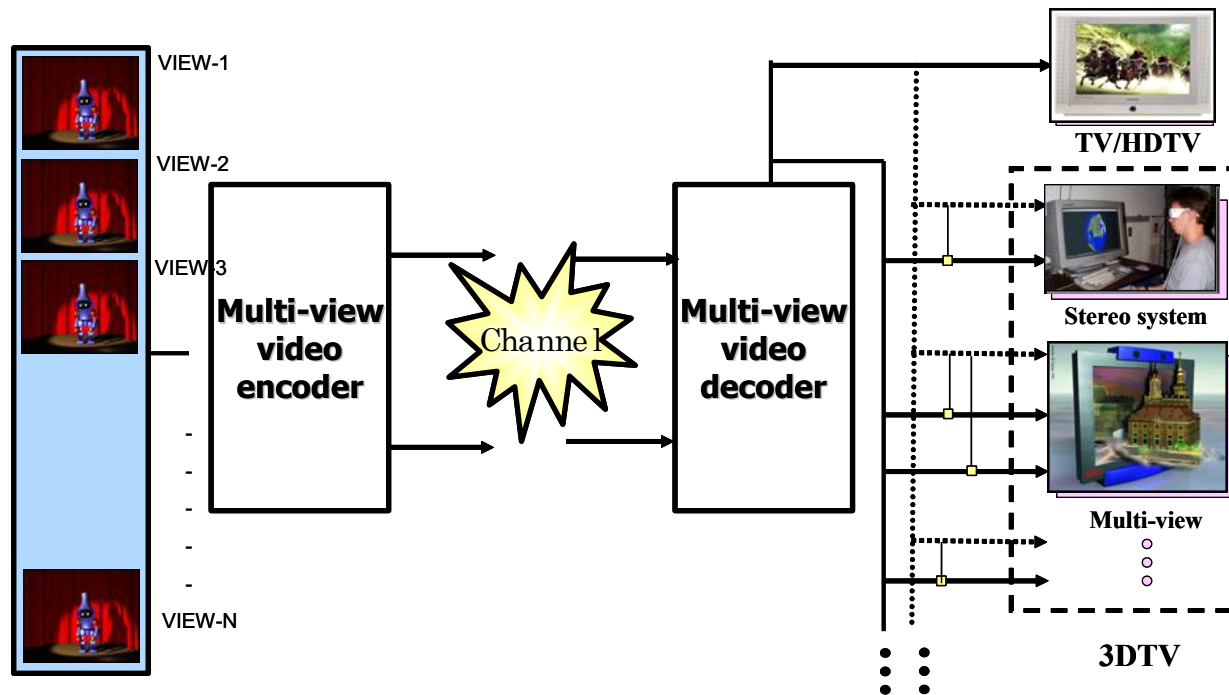 VIEW-1
VIEW-2
VIEW-3
VIEW-N
Multi-view
video
encoder
Channel
Multi-view
video
decoder
TV/HDTV
Stereo system
Multi-view
3DTV